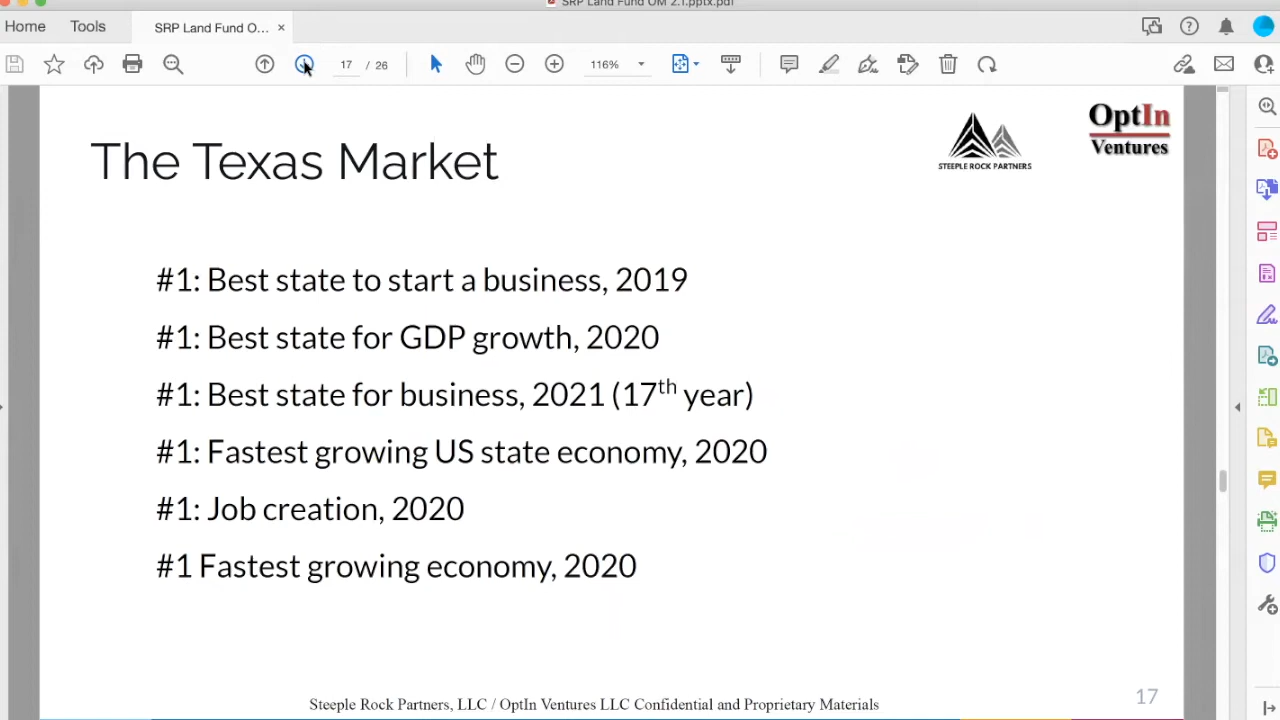 SRP Land Fund OM 2.1.pptx.pdf
Home Tools SRP Land Fund O... ×
17 / 26 116%
The Texas Market
STEEPLE ROCK PARTNERS
OptIn
Ventures
#1: Best state to start a business, 2019
#1: Best state for GDP growth, 2020
#1: Best state for business, 2021 (17th year)
#1: Fastest growing US state economy, 2020
#1: Job creation, 2020
#1 Fastest growing economy, 2020
Steeple Rock Partners, LLC / OptIn Ventures LLC Confidential and Proprietary Materials
17